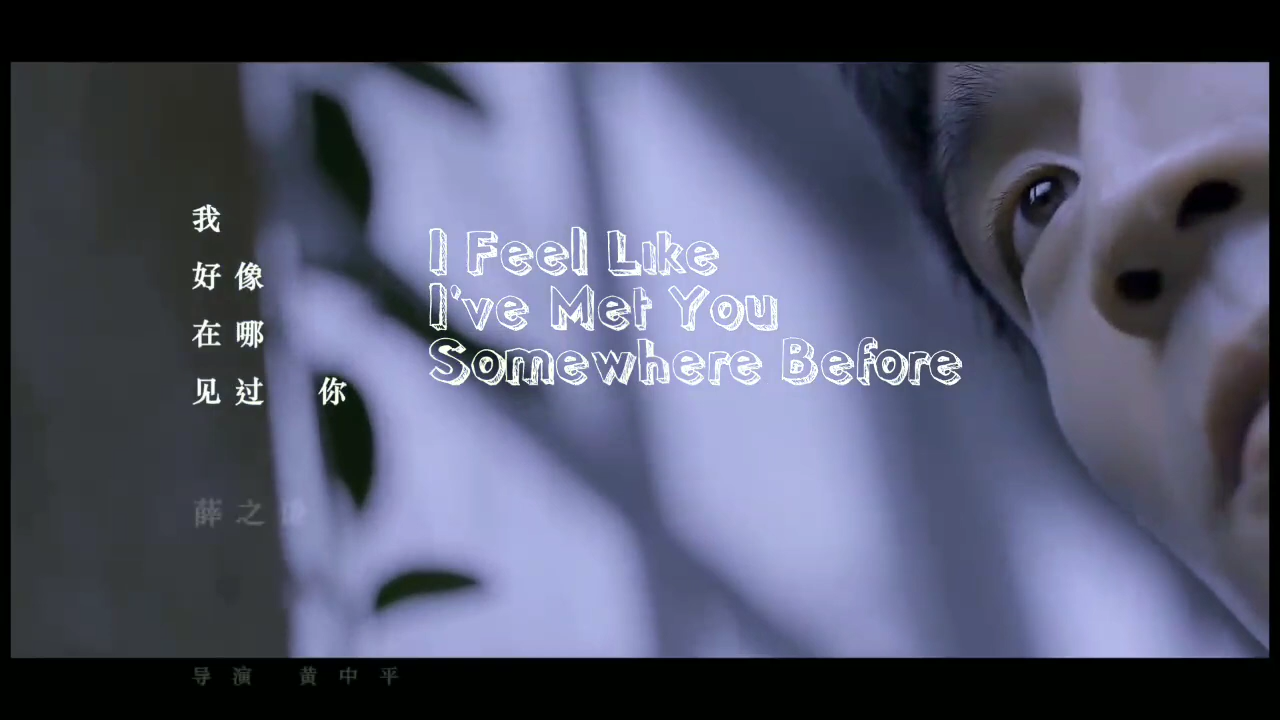 我
好像
在哪
见过 你
I Feel Like
I've Met You
Somewhere Before
薛之谦
导演 黄中平